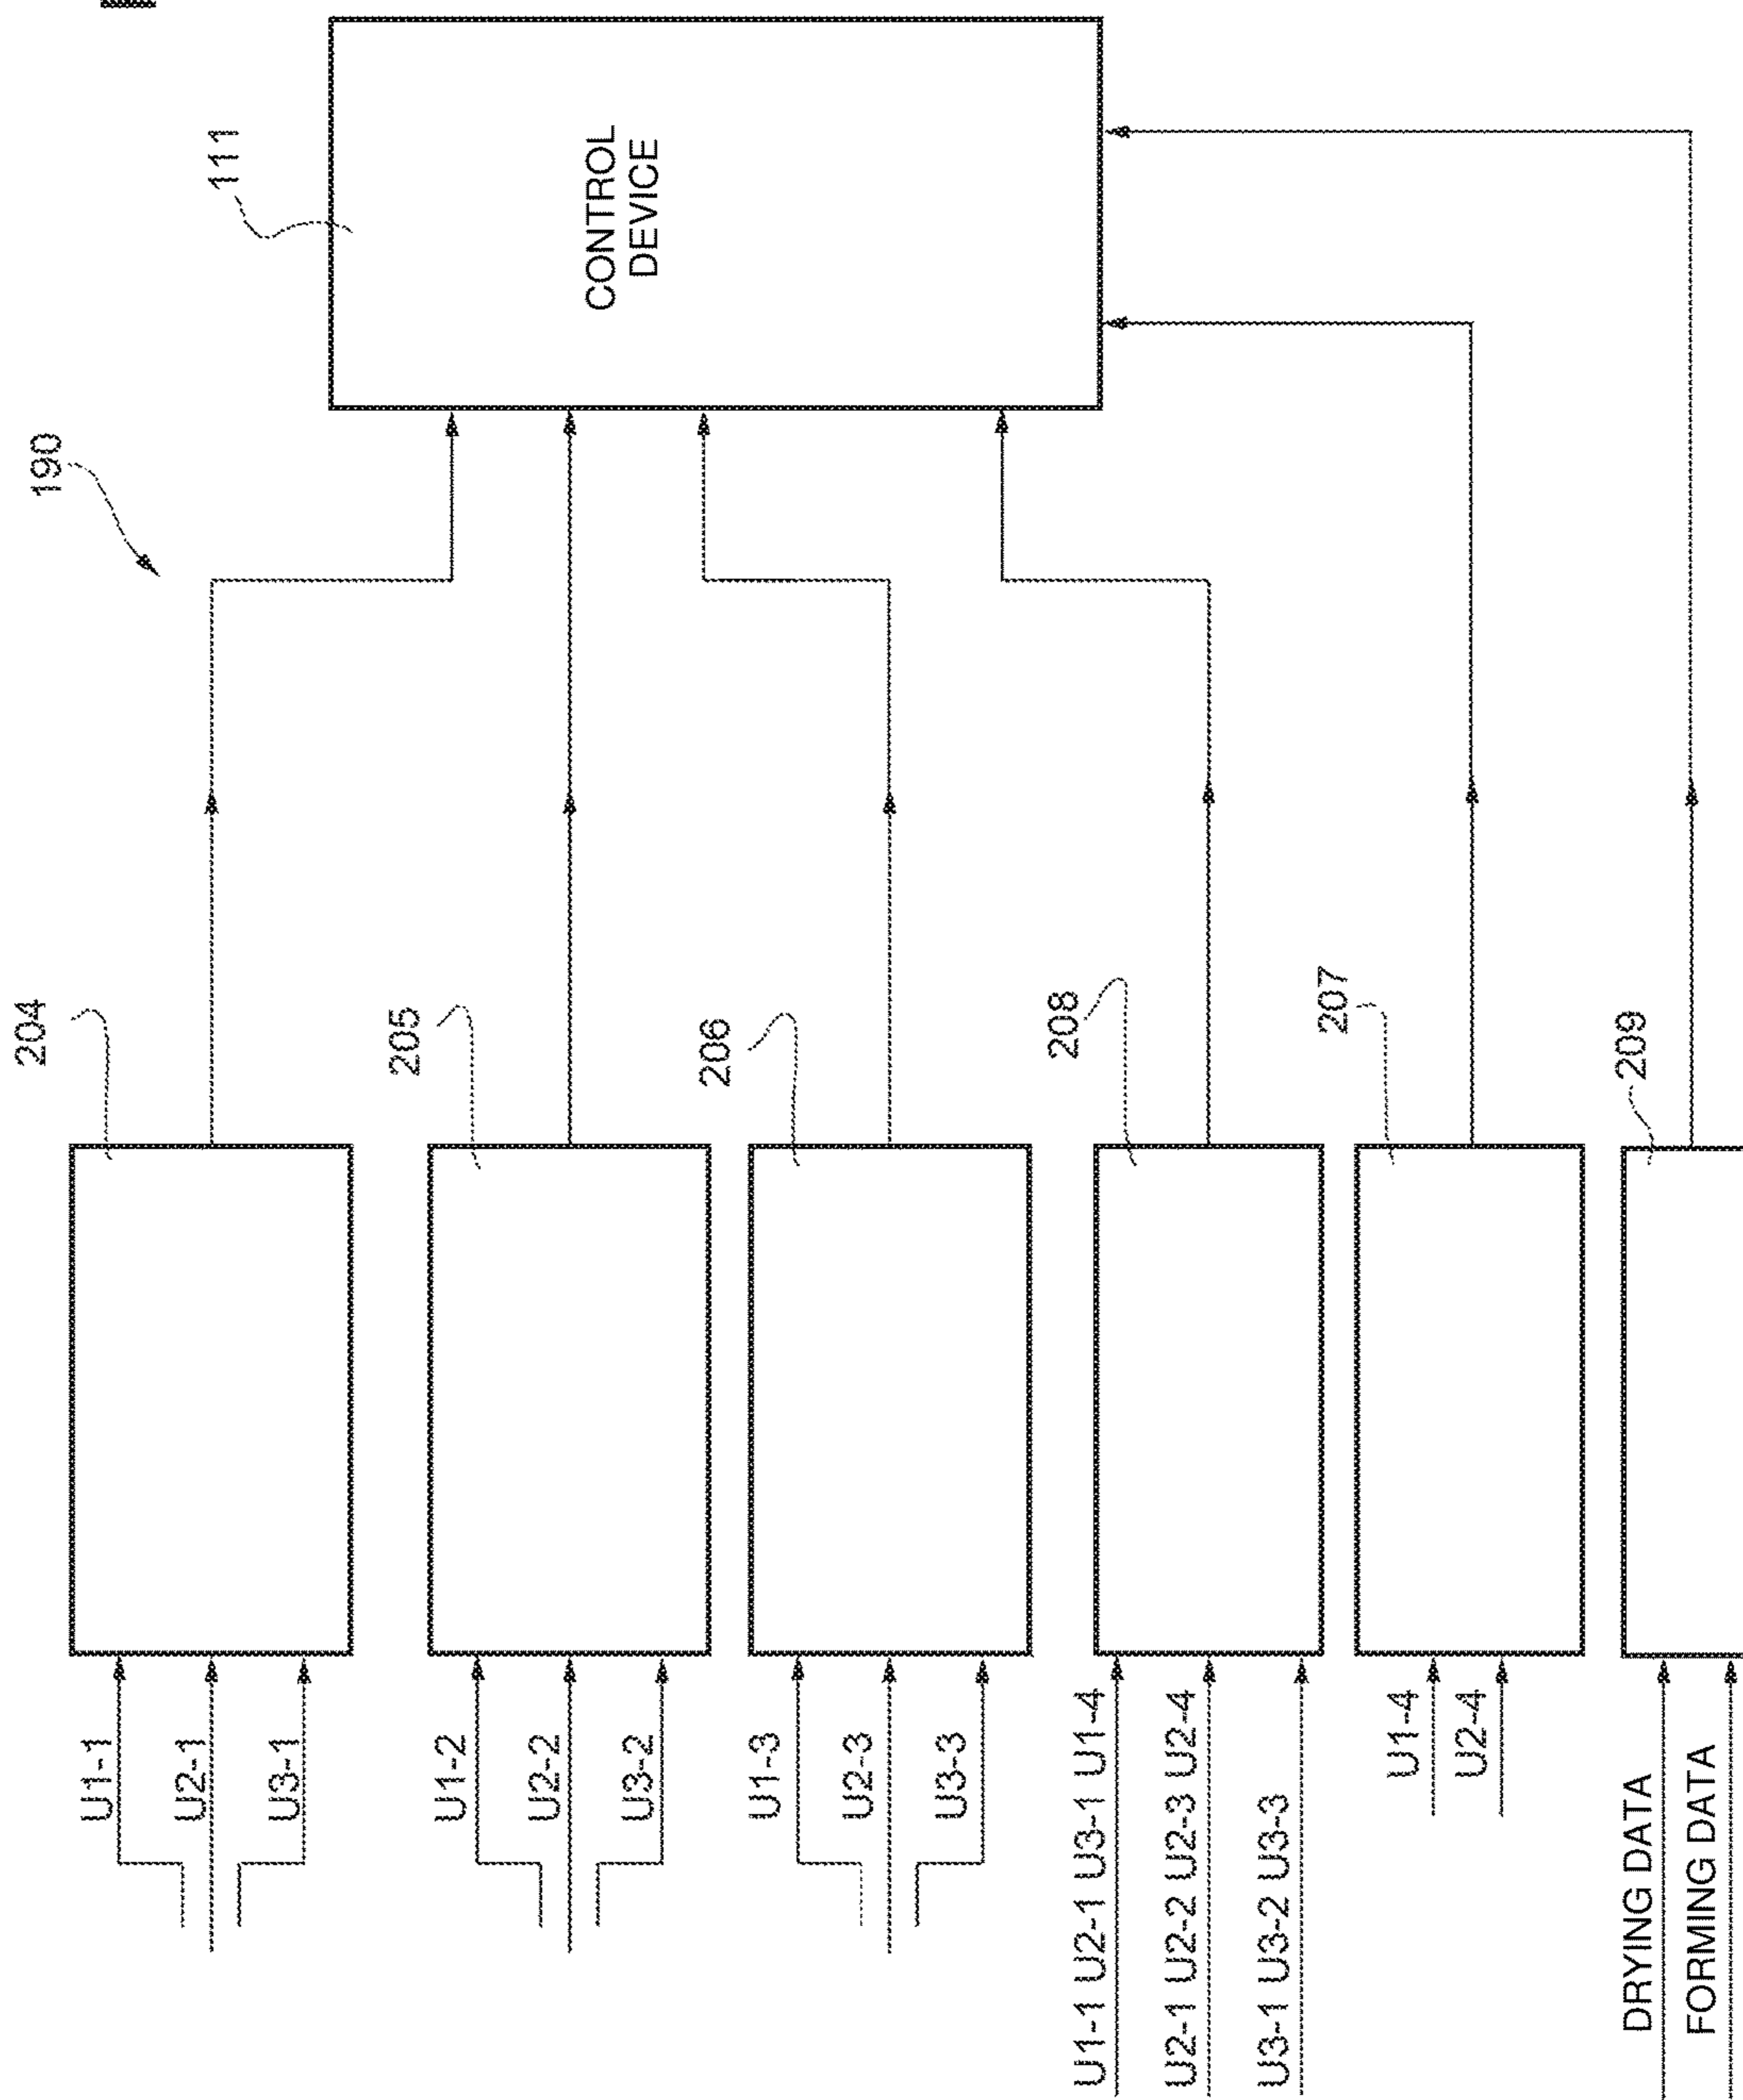 190
111
CONTROL
DEVICE
204
U1-1
U2-1
U3-1
205
U1-2
U2-2
U3-2
206
U1-3
U2-3
U3-3
208
U1-1 U2-1 U3-1 U1-4
U2-1 U2-2 U2-3 U2-4
U3-1 U3-2 U3-3
207
U1-4
U2-4
209
DRYING DATA
FORMING DATA